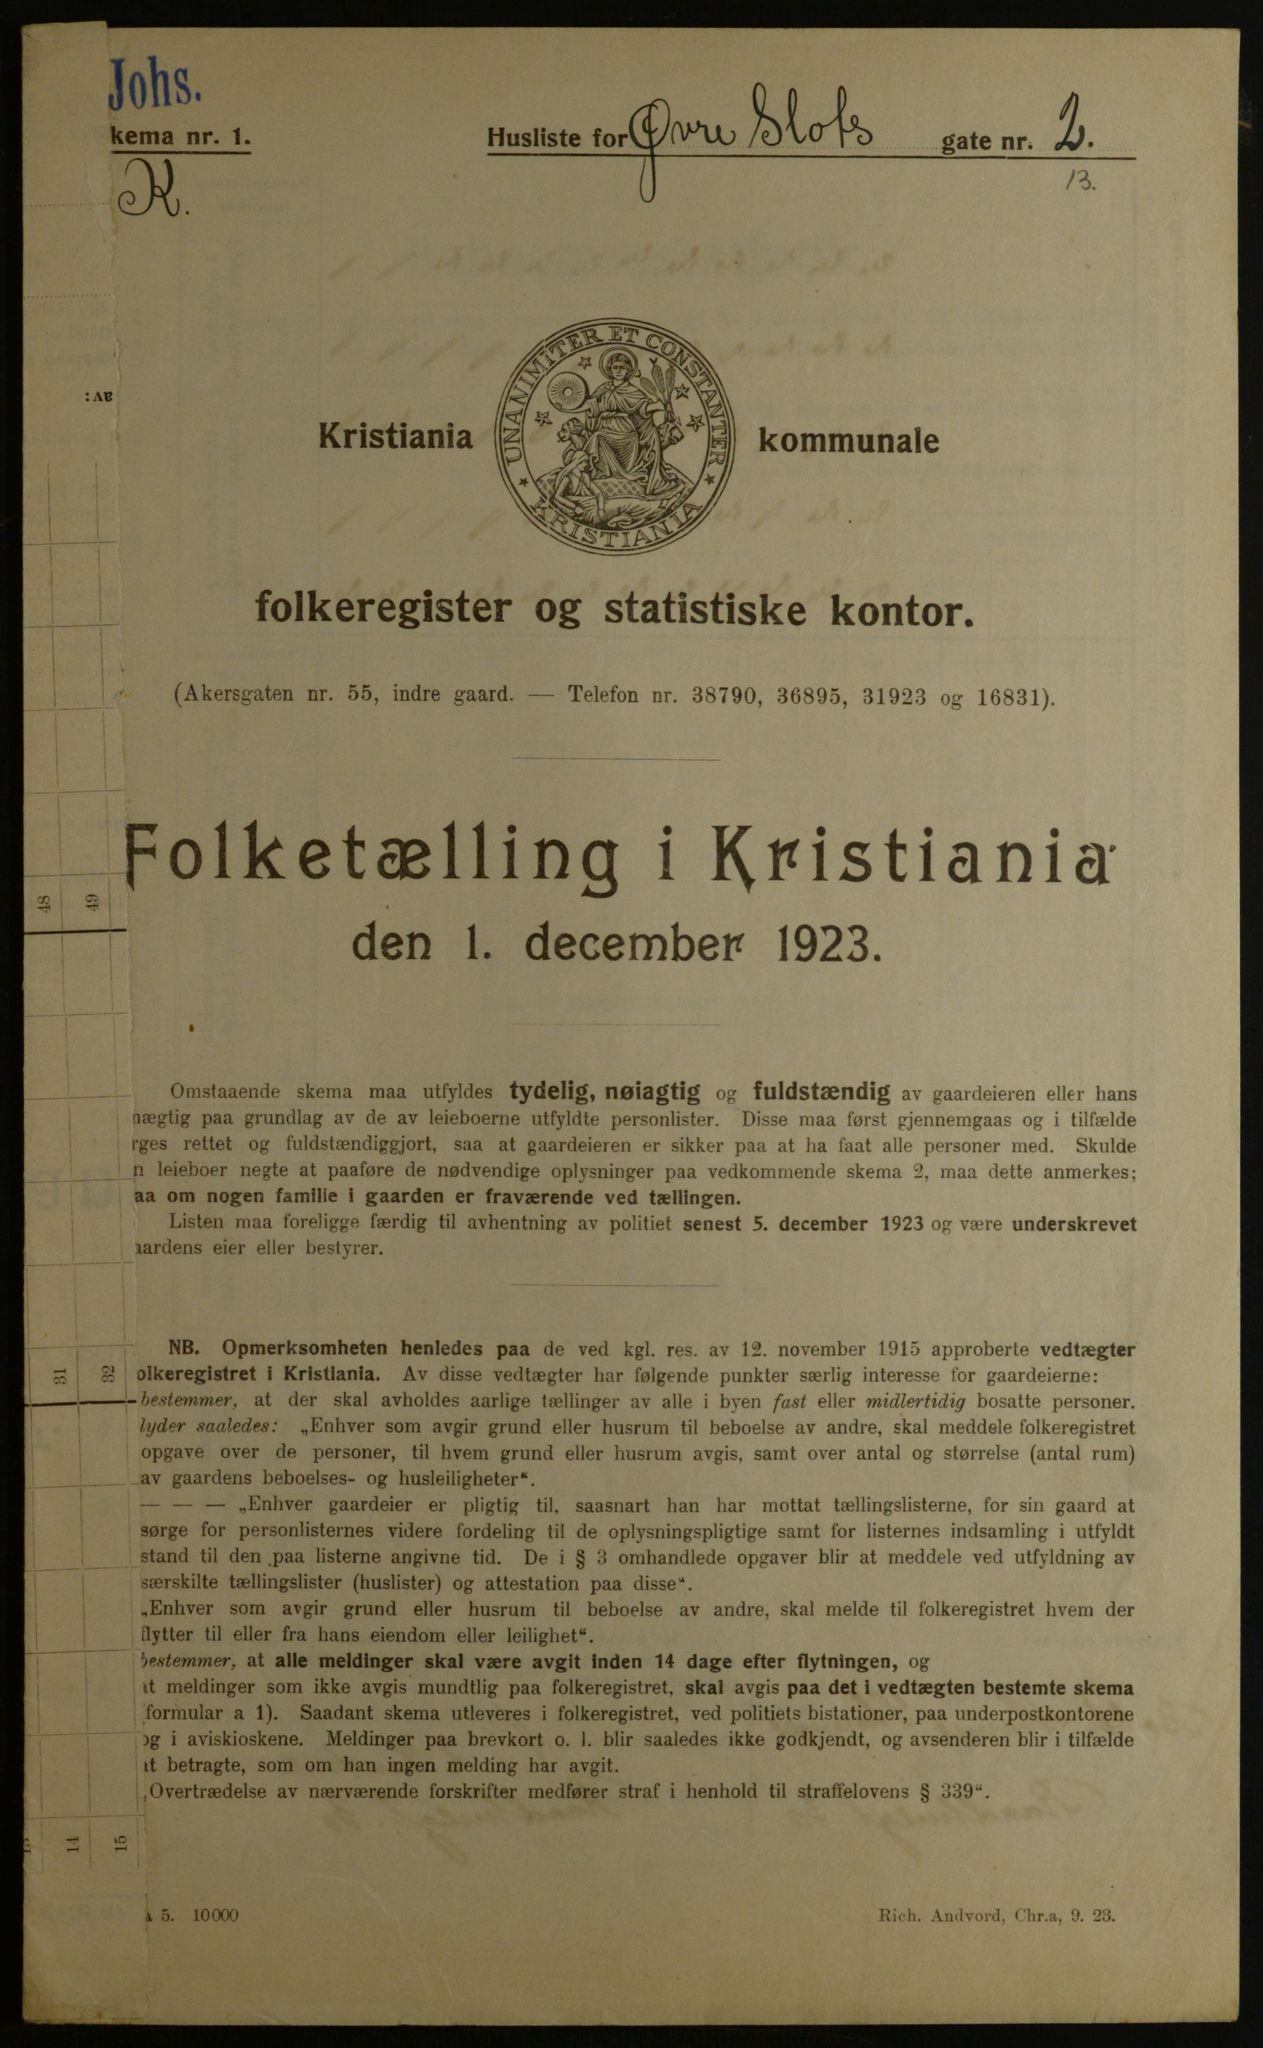 Johs.
kema nr. 1.
Husliste for Øvre Slots gate nr. 2.
13.
K.
av:
UNANIMITER ET CONSTANTER
KRISTIANIA
Kristiania kommunale
folkeregister og statistiske kontor.
(Akersgaten nr. 55, indre gaard. — Telefon nr. 38790, 36895, 31923 og 16831).
Folketælling i Kristiania
den 1. december 1923.
48
49
Omstaaende skema maa utfyldes tydelig, nøiagtig og fuldstændig av gaardeieren eller hans
nægtig paa grundlag av de av leieboerne utfyldte personlister. Disse maa først gjennemgaas og i tilfælde
rges rettet og fuldstændiggjort, saa at gaardeieren er sikker paa at ha faat alle personer med. Skulde
n leieboer negte at paaføre de nødvendige oplysninger paa vedkommende skema 2, maa dette anmerkes;
aa om nogen familie i gaarden er fraværende ved tællingen.
Listen maa foreligge færdig til avhentning av politiet senest 5. december 1923 og være underskrevet
aardens eier eller bestyrer.
NB. Opmerksomheten henledes paa de ved kgl. res. av 12. november 1915 approberte vedtægter
olkeregistret i Kristiania. Av disse vedtægter har følgende punkter særlig interesse for gaardeierne:
bestemmer, at der skal avholdes aarlige tællinger av alle i byen fast eller midlertidig bosatte personer.
lyder saaledes: „Enhver som avgir grund eller husrum til beboelse av andre, skal meddele folkeregistret
opgave over de personer, til hvem grund eller husrum avgis, samt over antal og størrelse (antal rum)
av gaardens beboelses- og husleiligheter“.
— — — „Enhver gaardeier er pligtig til, saasnart han har mottat tællingslisterne, for sin gaard at
sørge for personlisternes videre fordeling til de oplysningspligtige samt for listernes indsamling i utfyldt
stand til den paa listerne angivne tid. De i § 3 omhandlede opgaver blir at meddele ved utfyldning av
særskilte tællingslister (huslister) og attestation paa disse“.
„Enhver som avgir grund eller husrum til beboelse av andre, skal melde til folkeregistret hvem der
flytter til eller fra hans eiendom eller leilighet“.
bestemmer, at alle meldinger skal være avgit inden 14 dage efter flytningen, og
at meldinger som ikke avgis mundtlig paa folkeregistret, skal avgis paa det i vedtægten bestemte skema
formular a 1). Saadant skema utleveres i folkeregistret, ved politiets bistationer, paa underpostkontorene
og i aviskioskene. Meldinger paa brevkort o. l. blir saaledes ikke godkjendt, og avsenderen blir i tilfælde
at betragte, som om han ingen melding har avgit.
„Overtrædelse av nærværende forskrifter medfører straf i henhold til straffelovens § 339“.
31
32
14
15
a 5. 10000
Rich. Andvord, Chr.a, 9. 23.